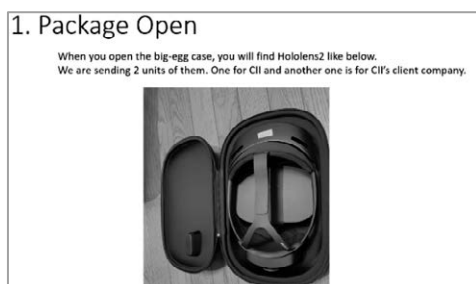 1. Package Open
When you open the big-egg case, you will find Hololens2 like below.
We are sending 2 units of them. One for CII and another one is for CII's client company.